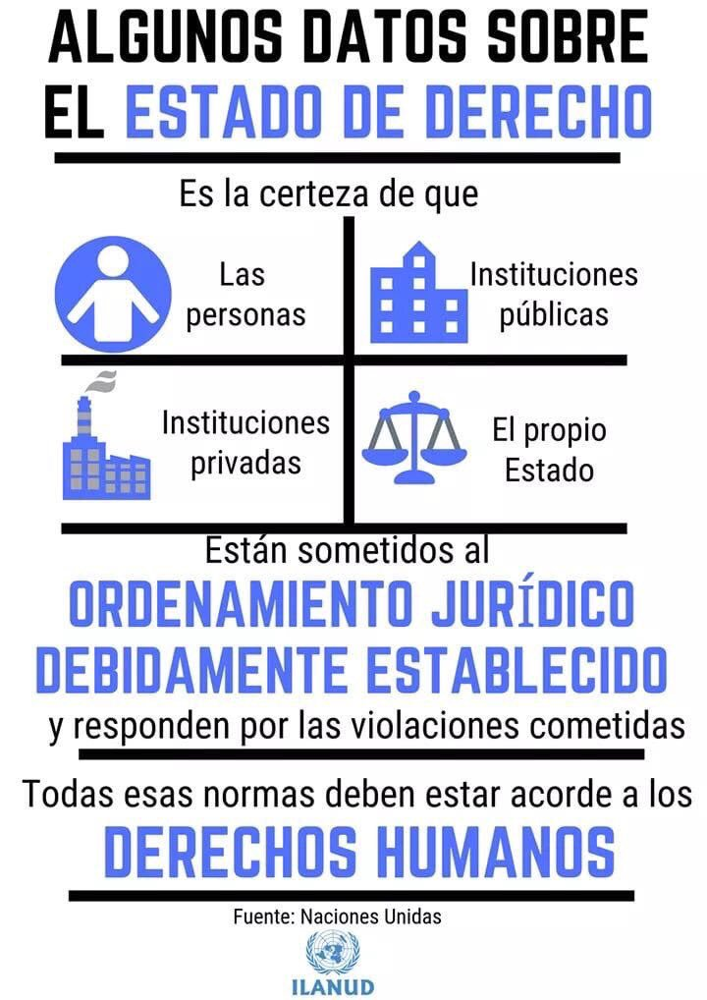 ALGUNOS DATOS SOBRE
EL ESTADO DE DERECHO
Es la certeza de que
Las
personas
Instituciones
públicas
Instituciones
privadas
El propio
Estado
Están sometidos al
ORDENAMIENTO JURÍDICO
DEBIDAMENTE ESTABLECIDO
y responden por las violaciones cometidas
Todas esas normas deben estar acorde a los
DERECHOS HUMANOS
Fuente: Naciones Unidas
ILANUD